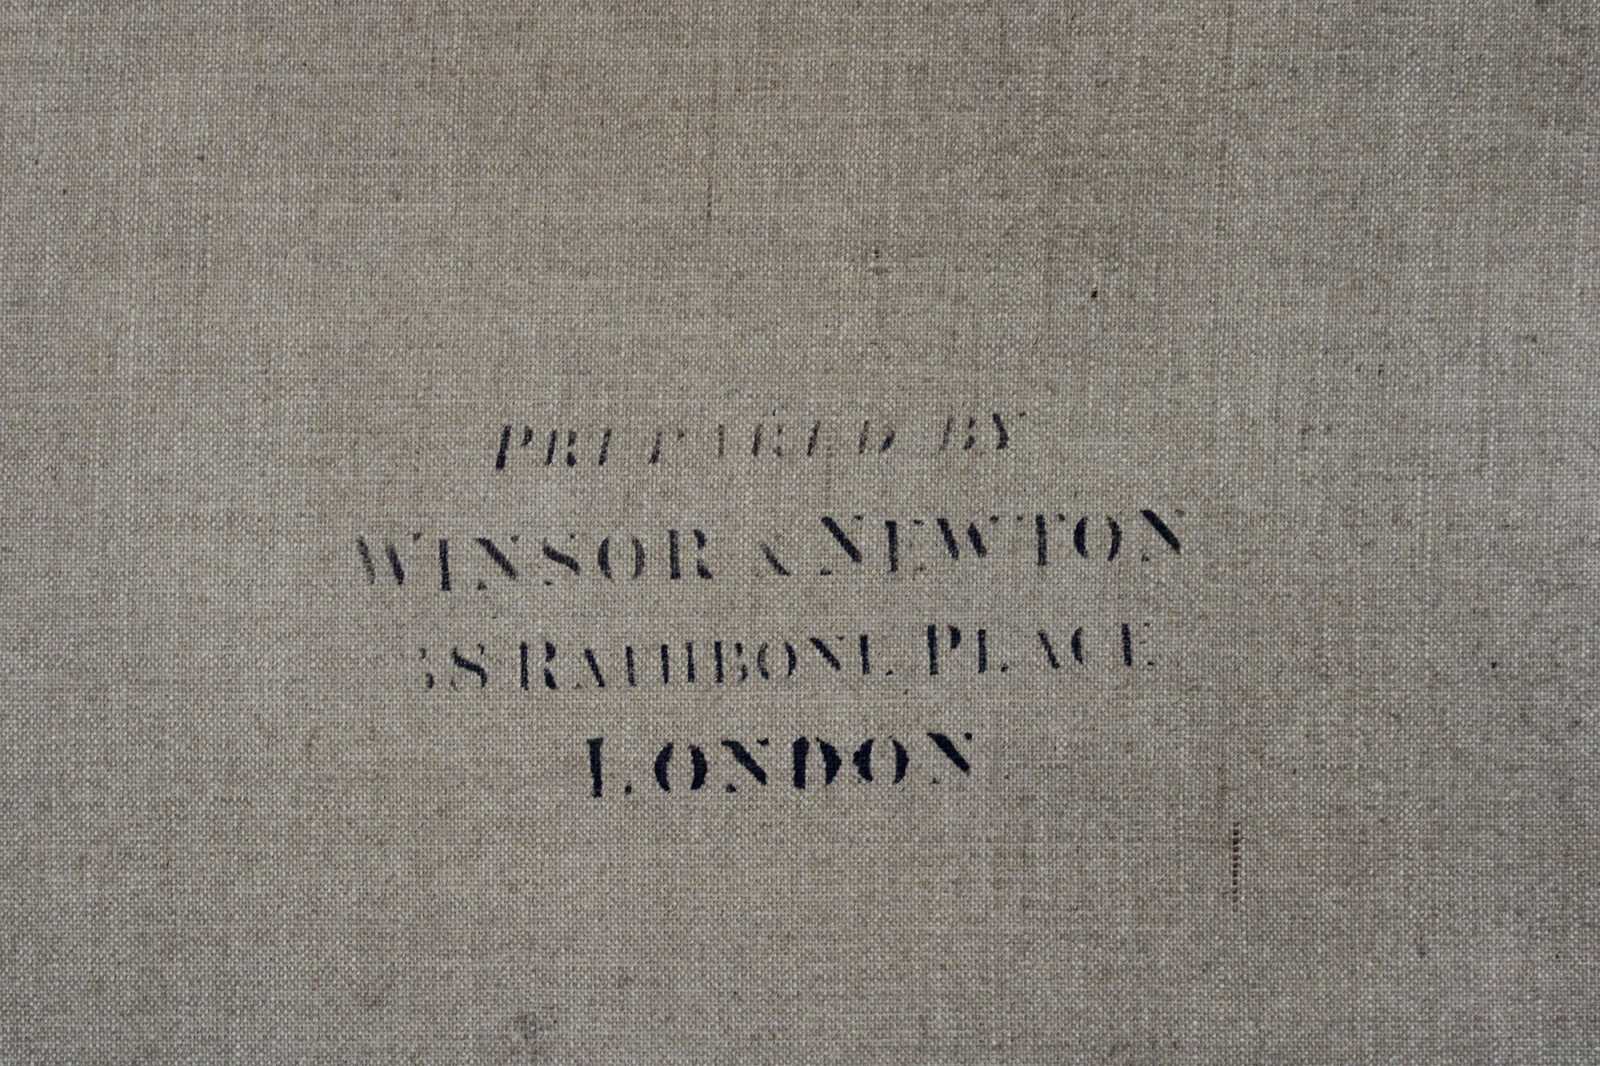 PREPARED BY
WINSOR & NEWTON
38 RATHBONE PLACE
LONDON